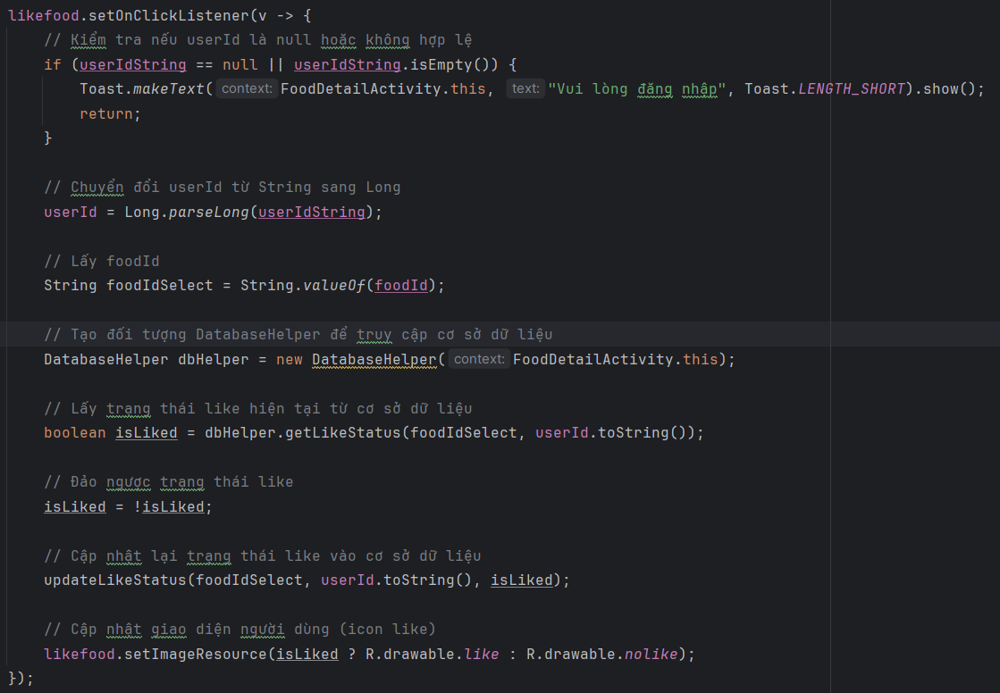 likefood.setOnClickListener(v -> {
// Kiểm tra nếu userId là null hoặc không hợp lệ
if (userIdString == null || userIdString.isEmpty()) {
Toast.makeText( context: FoodDetailActivity.this, text: "Vui lòng đăng nhập", Toast.LENGTH_SHORT).show();
return;
}
// Chuyển đổi userId từ String sang Long
userId = Long.parseLong(userIdString);
// Lấy foodId
String foodIdSelect = String.valueOf(foodId);
// Tạo đối tượng DatabaseHelper để truy cập cơ sở dữ liệu
DatabaseHelper dbHelper = new DatabaseHelper( context: FoodDetailActivity.this);
// Lấy trạng thái like hiện tại từ cơ sở dữ liệu
boolean isLiked = dbHelper.getLikeStatus(foodIdSelect, userId.toString());
// Đảo ngược trạng thái like
isLiked = !isLiked;
// Cập nhật lại trạng thái like vào cơ sở dữ liệu
updateLikeStatus(foodIdSelect, userId.toString(), isLiked);
// Cập nhật giao diện người dùng (icon like)
likefood.setImageResource(isLiked ? R.drawable.like : R.drawable.nolike);
});